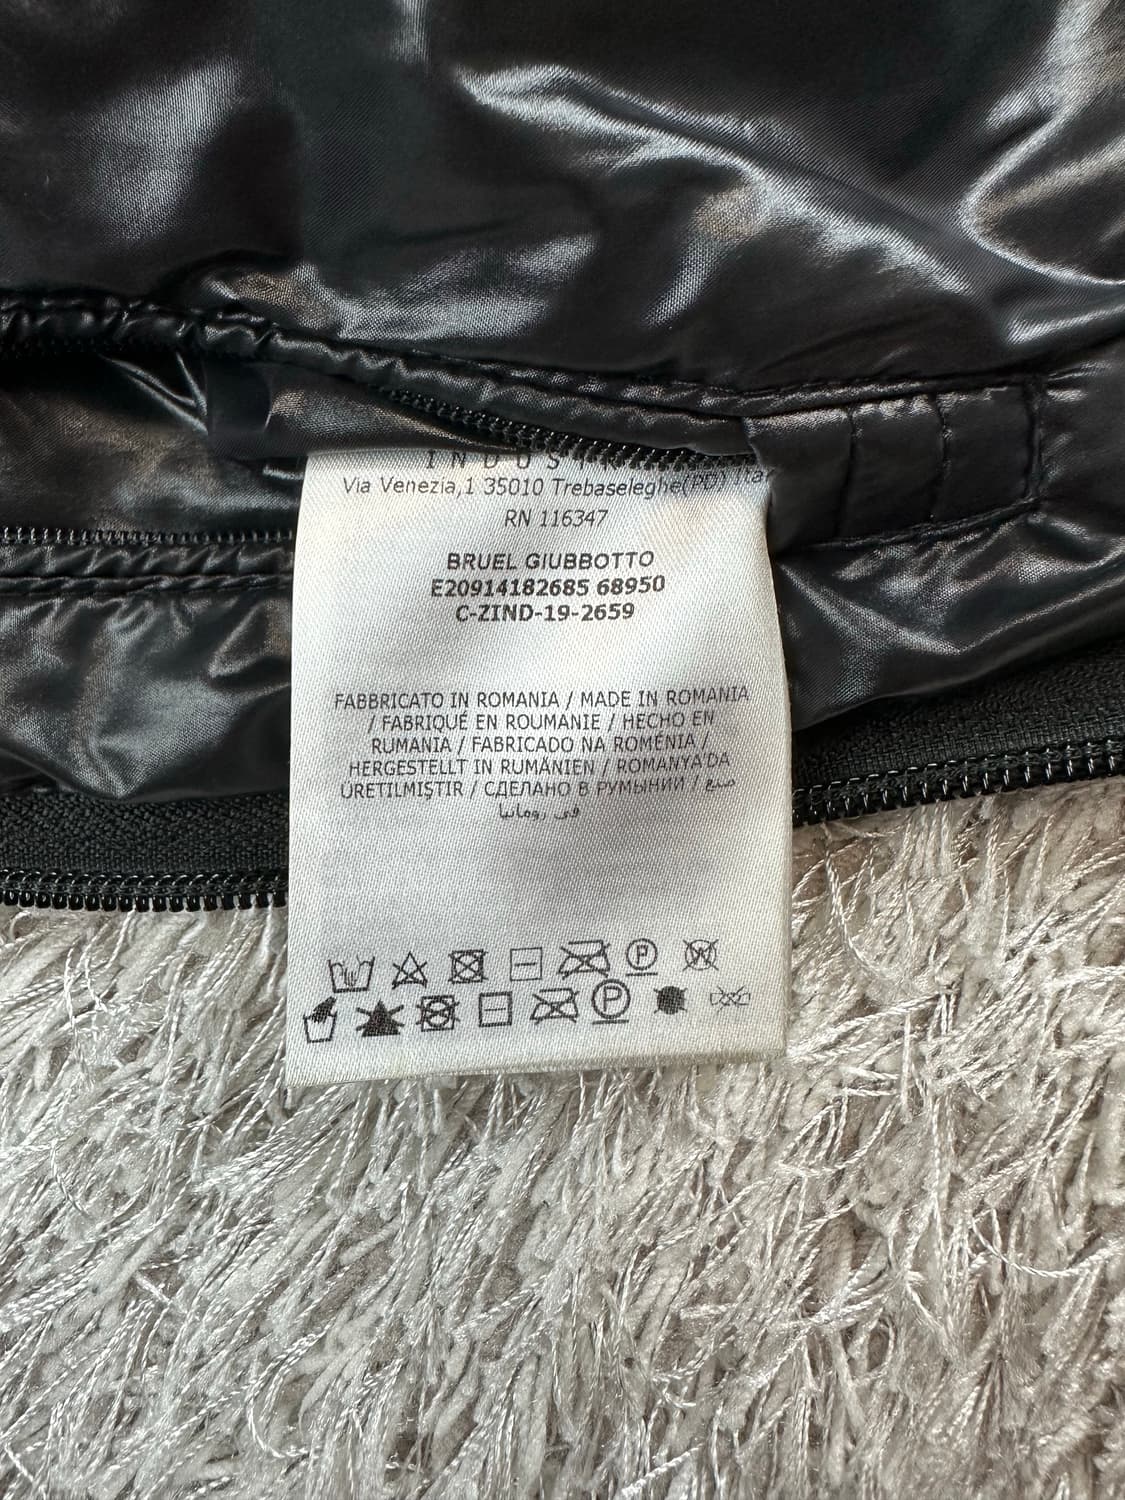 Via Venezia,1 35010 Trebaseleghe(PD) Ita
RN 116347
BRUEL GIUBBOTTO
E20914182685 68950
C-ZIND-19-2659
FABBRICATO IN ROMANIA / MADE IN ROMANIA
/ FABRIQUÉ EN ROUMANIE / HECHO EN
RUMANIA / FABRICADO NA ROMÉNIA /
HERGESTELLT IN RUMÄNIEN / ROMANYA'DA
ÜRETILMIŞTIR / СДЕЛАНО В РУМЫНИИ / صنع
في رومانيا
P
W
P